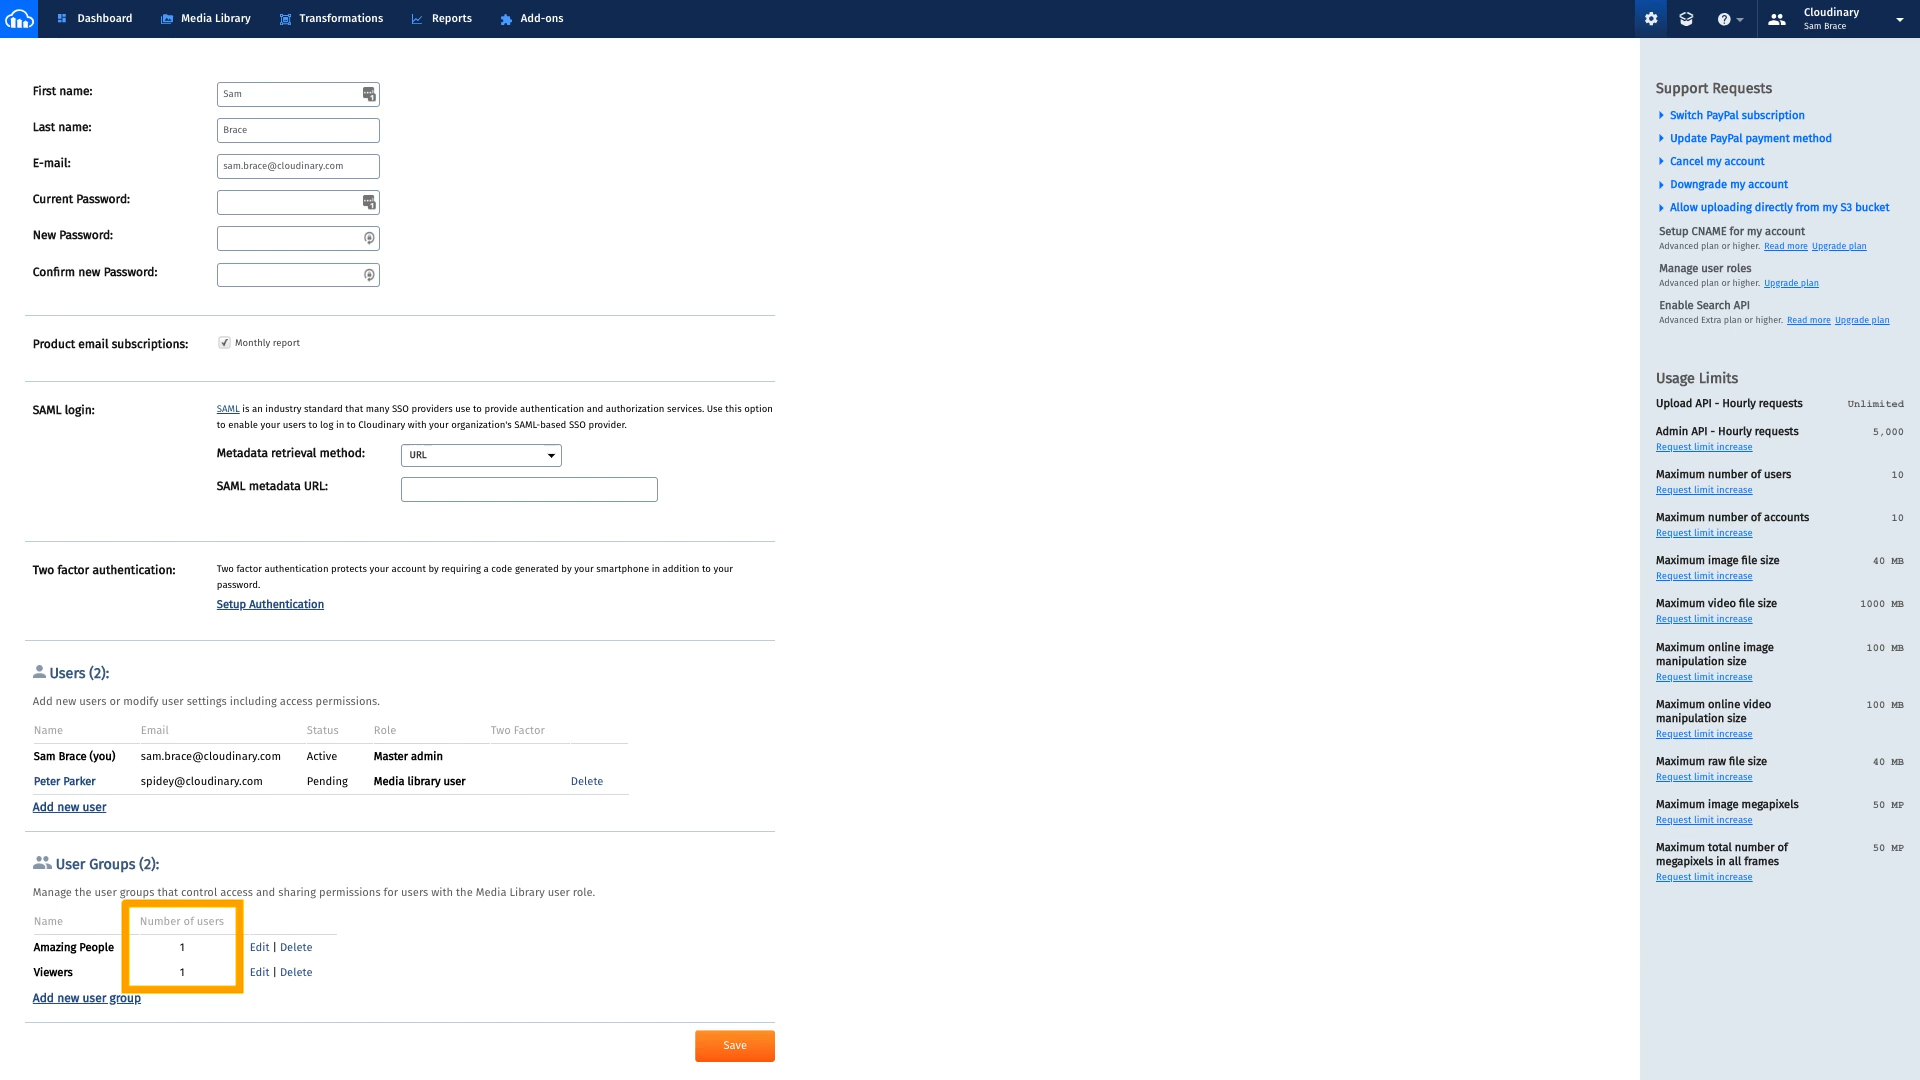 Dashboard
Media Library
Transformations
Reports
Add-ons
Cloudinary
Sam Brace
First name:
Sam
Last name:
Brace
E-mail:
sam.brace@cloudinary.com
Current Password:
New Password:
Confirm new Password:
Product email subscriptions:
Monthly report
SAML login:
SAML is an industry standard that many SSO providers use to provide authentication and authorization services. Use this option
to enable your users to log in to Cloudinary with your organization's SAML-based SSO provider.
Metadata retrieval method:
URL
SAML metadata URL:
Two factor authentication:
Two factor authentication protects your account by requiring a code generated by your smartphone in addition to your
password.
Setup Authentication
Users (2):
Add new users or modify user settings including access permissions.
Name Email Status Role Two Factor
Sam Brace (you) sam.brace@cloudinary.com Active Master admin
Peter Parker spidey@cloudinary.com Pending Media library user Delete
Add new user
User Groups (2):
Manage the user groups that control access and sharing permissions for users with the Media Library user role.
Name Number of users
Amazing People 1 Edit | Delete
Viewers 1 Edit | Delete
Add new user group
Save
Support Requests
Switch PayPal subscription
Update PayPal payment method
Cancel my account
Downgrade my account
Allow uploading directly from my S3 bucket
Setup CNAME for my account
Advanced plan or higher. Read more Upgrade plan
Manage user roles
Advanced plan or higher. Upgrade plan
Enable Search API
Advanced Extra plan or higher. Read more Upgrade plan
Usage Limits
Upload API - Hourly requests Unlimited
Admin API - Hourly requests 5,000
Request limit increase
Maximum number of users 10
Request limit increase
Maximum number of accounts 10
Request limit increase
Maximum image file size 40 MB
Request limit increase
Maximum video file size 1000 MB
Request limit increase
Maximum online image 100 MB
manipulation size
Request limit increase
Maximum online video 100 MB
manipulation size
Request limit increase
Maximum raw file size 40 MB
Request limit increase
Maximum image megapixels 50 MP
Request limit increase
Maximum total number of 50 MP
megapixels in all frames
Request limit increase